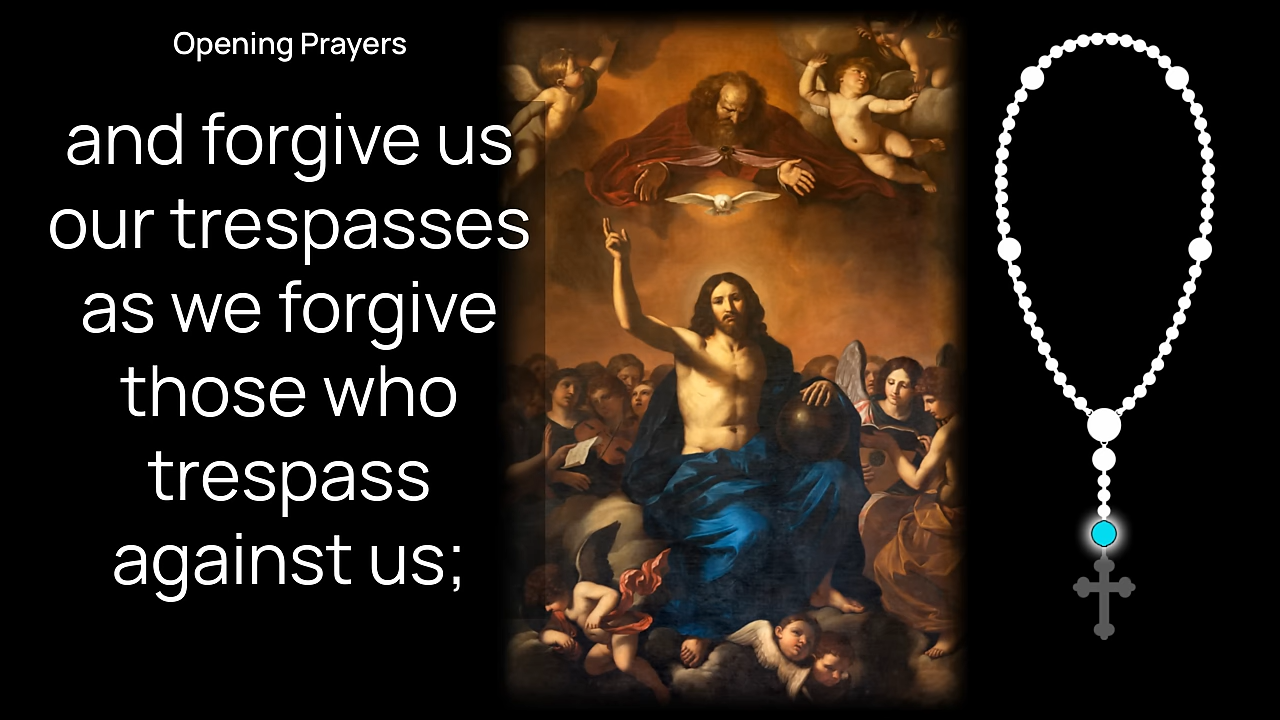 Opening Prayers
and forgive us
our trespasses
as we forgive
those who
trespass
against us;